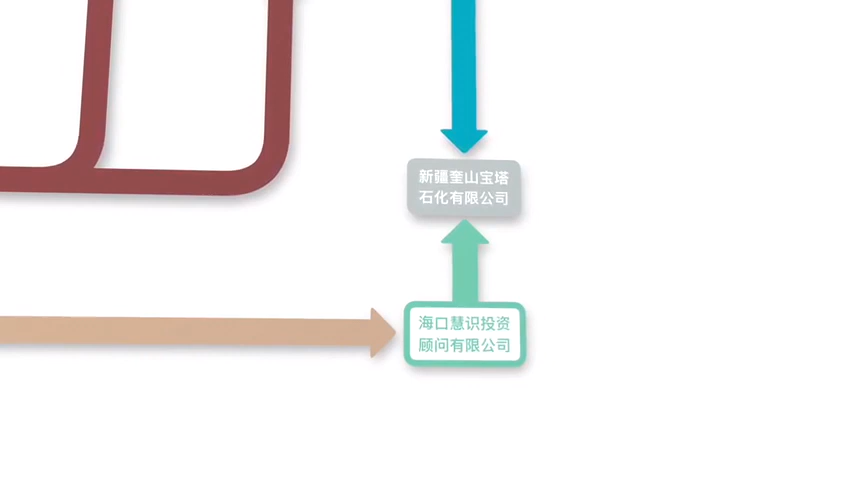 新疆奎山宝塔
石化有限公司
海口慧识投资
顾问有限公司